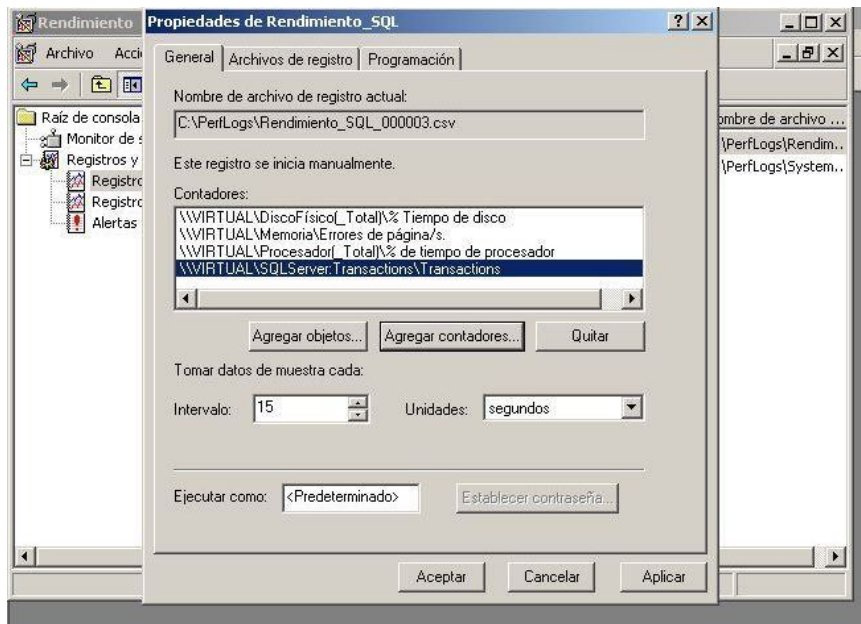 Rendimiento
Propiedades de Rendimiento_SQL
Archivo
General
Archivos de registro
Programación
Nombre de archivo de registro actual:
C:\PerfLogs\Rendimiento_SQL_000003.csv
Este registro se inicia manualmente.
Contadores:
\\VIRTUAL\DiscoFísico(_Total)\% Tiempo de disco
\\VIRTUAL\Memoria\Errores de página/s.
\\VIRTUAL\Procesador(_Total)\% de tiempo de procesador
\\VIRTUAL\SQLServer:Transactions\Transactions
Agregar objetos...
Agregar contadores...
Quitar
Tomar datos de muestra cada:
Intervalo:
15
Unidades:
segundos
Ejecutar como:
<Predeterminado>
Establecer contraseña...
Aceptar
Cancelar
Aplicar
Raíz de consola
Monitor de s
Registros y
Registro
Registro
Alertas
ombre de archivo ...
\PerfLogs\Rendim..
\PerfLogs\System..